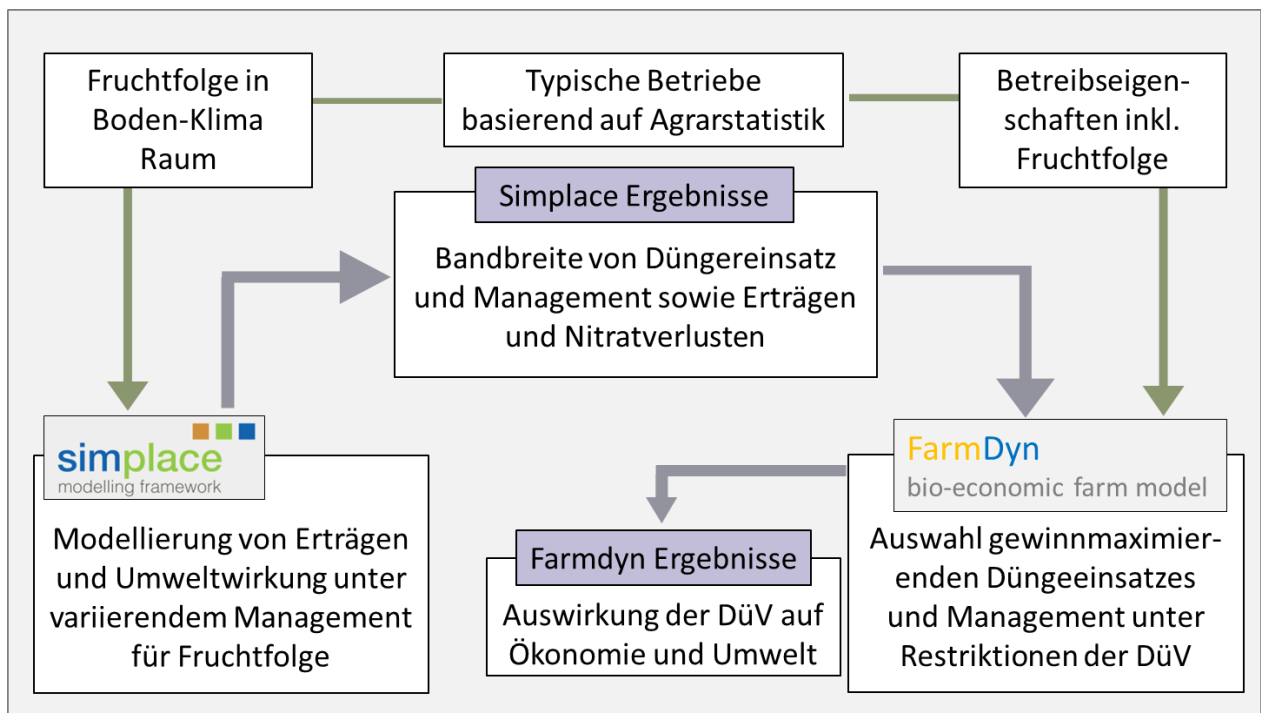 Fruchtfolge in
Boden-Klima
Raum
Typische Betriebe
basierend auf Agrarstatistik
Betreibseigen-
schaften inkl.
Fruchtfolge
Simplace Ergebnisse
Bandbreite von Düngereinsatz
und Management sowie Erträgen
und Nitratverlusten
simplace
modelling framework
Modellierung von Erträgen
und Umweltwirkung unter
variierendem Management
für Fruchtfolge
Farmdyn Ergebnisse
Auswirkung der DüV auf
Ökonomie und Umwelt
FarmDyn
bio-economic farm model
Auswahl gewinnmaximier-
enden Düngeeinsatzes
und Management unter
Restriktionen der DüV